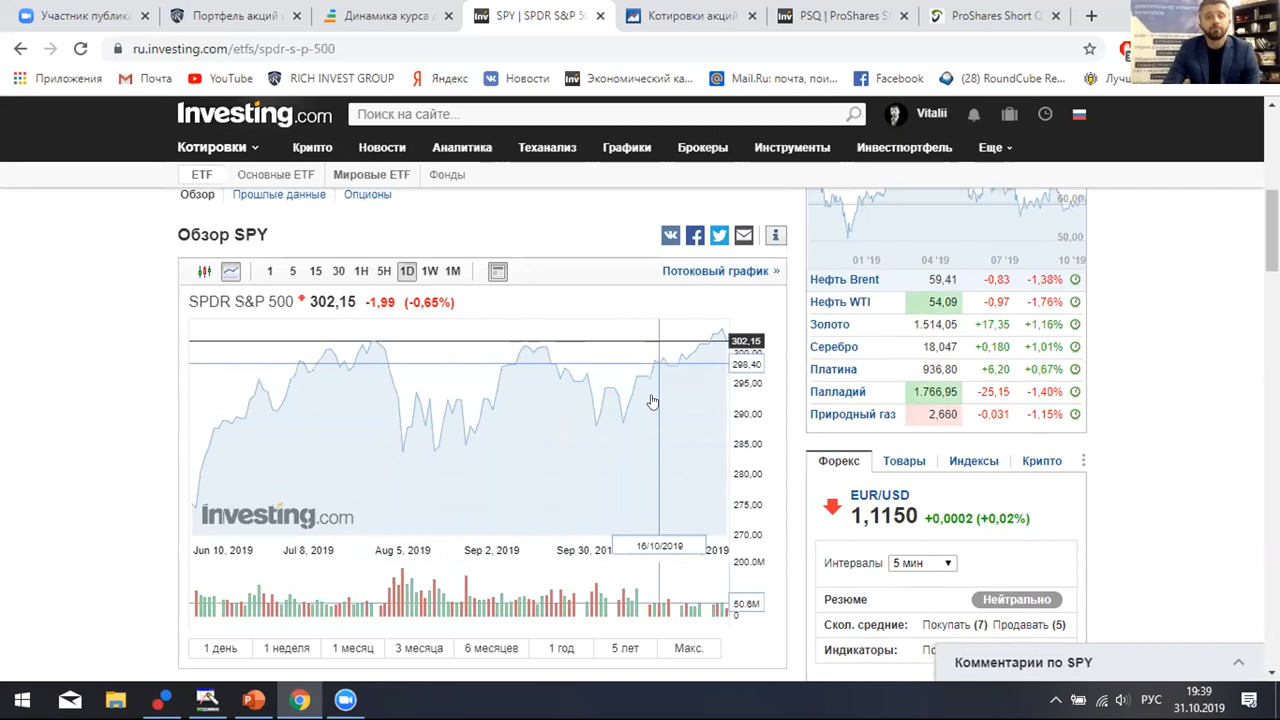 Участник публика
Портфель акций
Динамика курса
SPY | SPDR S&P 50
Котировки акци
PSQ | ProShares
ProShares Short Q
ru.investing.com/etfs/spdr-s-p-500
Приложения
Почта
YouTube
RICH INVEST GROUP
Новост
Экономический ка...
Mail.Ru: почта, пои...
Facebook
(28) RoundCube Re...
Лучш
Investing.com
Поиск на сайте...
Vitalii
Котировки
Крипто
Новости
Аналитика
Теханализ
Графики
Брокеры
Инструменты
Инвестпортфель
Еще
ETF
Основные ETF
Мировые ETF
Фонды
Обзор
Прошлые данные
Опционы
Обзор SPY
1 5 15 30 1H 5H 1D 1W 1M
Потоковый график »
SPDR S&P 500 302,15 -1,99 (-0,65%)
302,15
298,40
295,00
290,00
285,00
280,00
275,00
270,00
Investing.com
Jun 10, 2019 Jul 8, 2019 Aug 5, 2019 Sep 2, 2019 Sep 30, 201 16/10/2019 2019
200.0M
50.6M
0
1 день 1 неделя 1 месяц 3 месяца 6 месяцев 1 год 5 лет Макс.
60,00
50,00
01 '19 04 '19 07 '19 10 '19
Нефть Brent 59,41 -0,83 -1,38%
Нефть WTI 54,09 -0,97 -1,76%
Золото 1.514,05 +17,35 +1,16%
Серебро 18,047 +0,180 +1,01%
Платина 936,80 +6,20 +0,67%
Палладий 1.766,95 -25,15 -1,40%
Природный газ 2,660 -0,031 -1,15%
Форекс Товары Индексы Крипто
EUR/USD
1,1150 +0,0002 (+0,02%)
Интервалы 5 мин
Резюме Нейтрально
Скол. средние: Покупать (7) Продавать (5)
Индикаторы:
Комментарии по SPY
РУС
19:39
31.10.2019